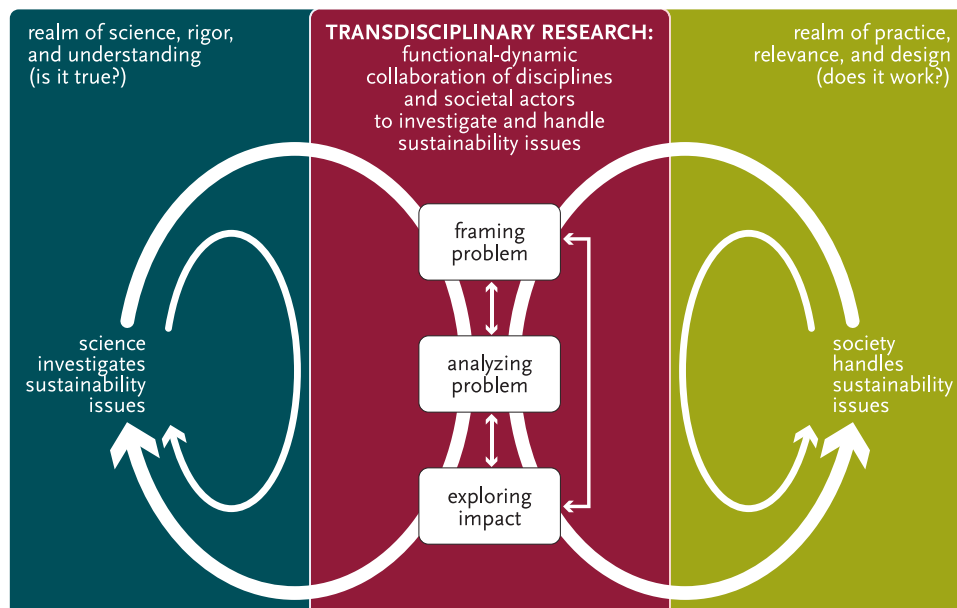 realm of science, rigor,
and understanding
(is it true?)
TRANSDISCIPLINARY RESEARCH:
functional-dynamic
collaboration of disciplines
and societal actors
to investigate and handle
sustainability issues
realm of practice,
relevance, and design
(does it work?)
framing
problem
analyzing
problem
exploring
impact
science
investigates
sustainability
issues
society
handles
sustainability
issues